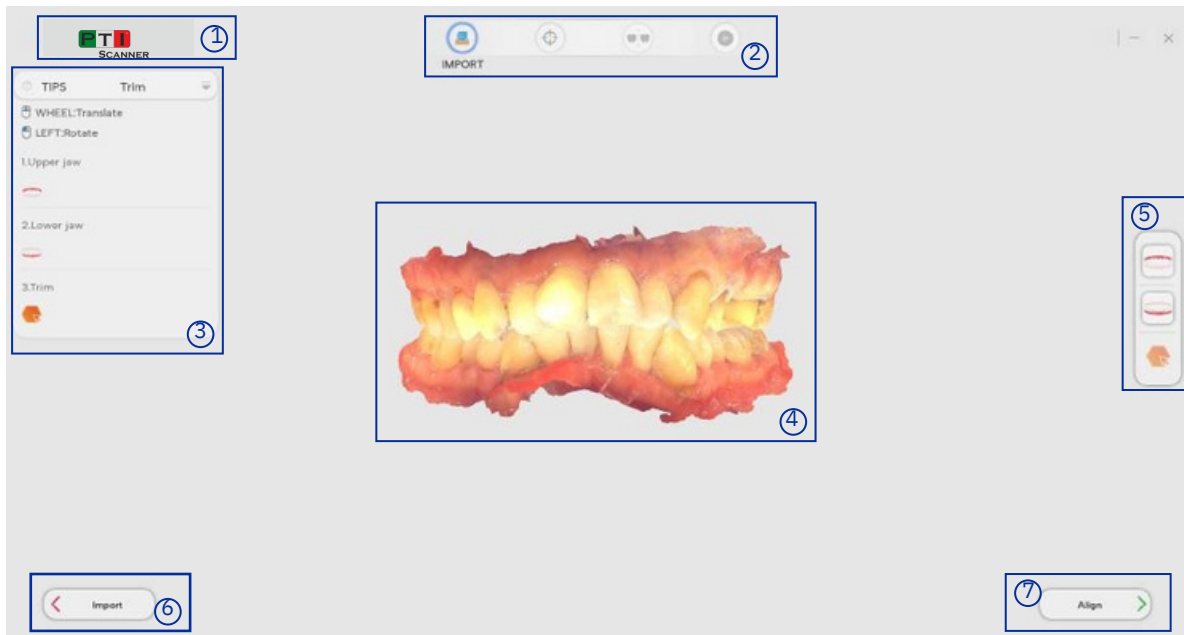 PTI
SCANNER
1
IMPORT
2
TIPS Trim
WHEEL:Translate
LEFT:Rotate
1.Upper jaw
2.Lower jaw
3.Trim
3
4
5
Import
6
7
Align